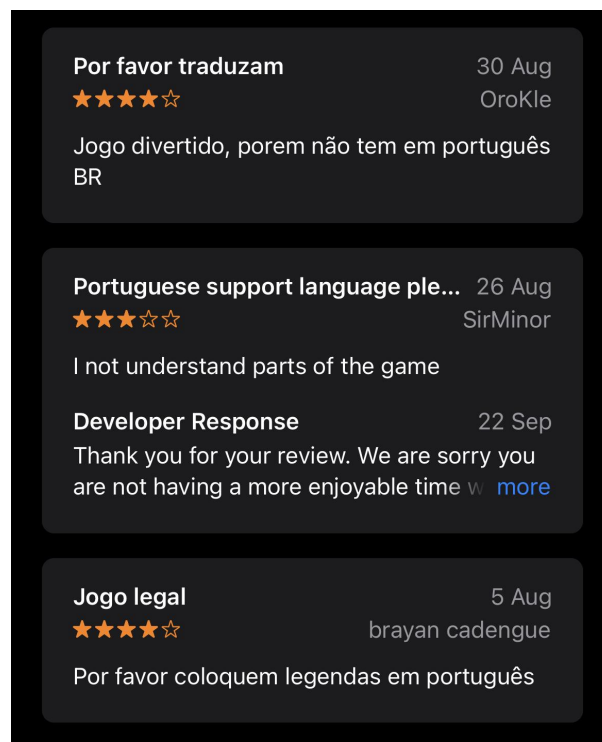 Por favor traduzam 30 Aug
★★★★☆ OroKle
Jogo divertido, porem não tem em português
BR
Portuguese support language ple... 26 Aug
★★★☆☆ SirMinor
I not understand parts of the game
Developer Response 22 Sep
Thank you for your review. We are sorry you
are not having a more enjoyable time w more
Jogo legal 5 Aug
★★★★☆ brayan cadengue
Por favor coloquem legendas em português